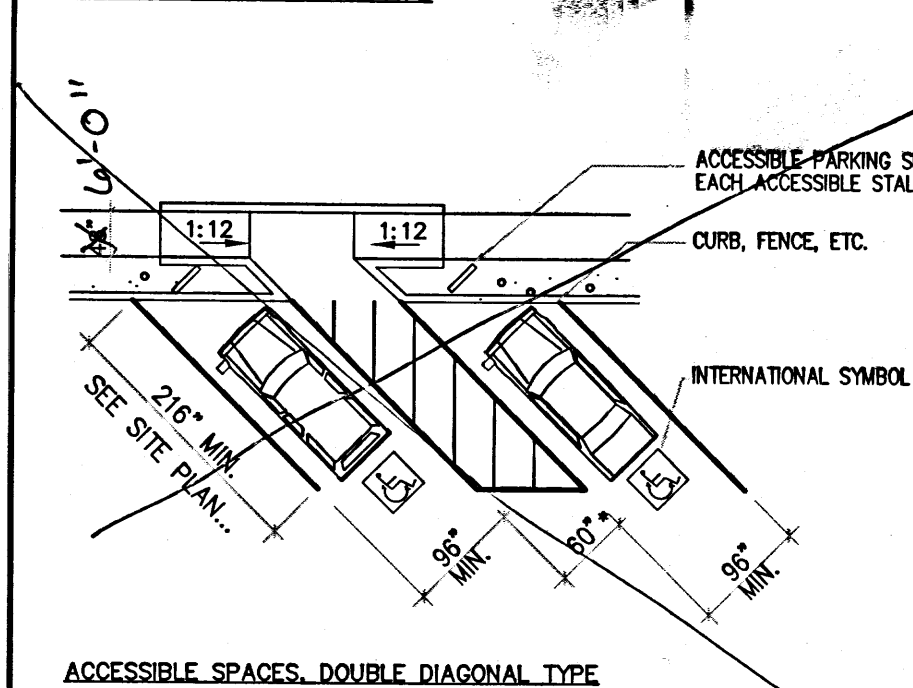 6'-0"
48"
1:12
1:12
ACCESSIBLE PARKING S
EACH ACCESSIBLE STAL
CURB, FENCE, ETC.
INTERNATIONAL SYMBOL
216" MIN.
SEE SITE PLAN...
96"
MIN.
60"*
96"
MIN.
ACCESSIBLE SPACES, DOUBLE DIAGONAL TYPE